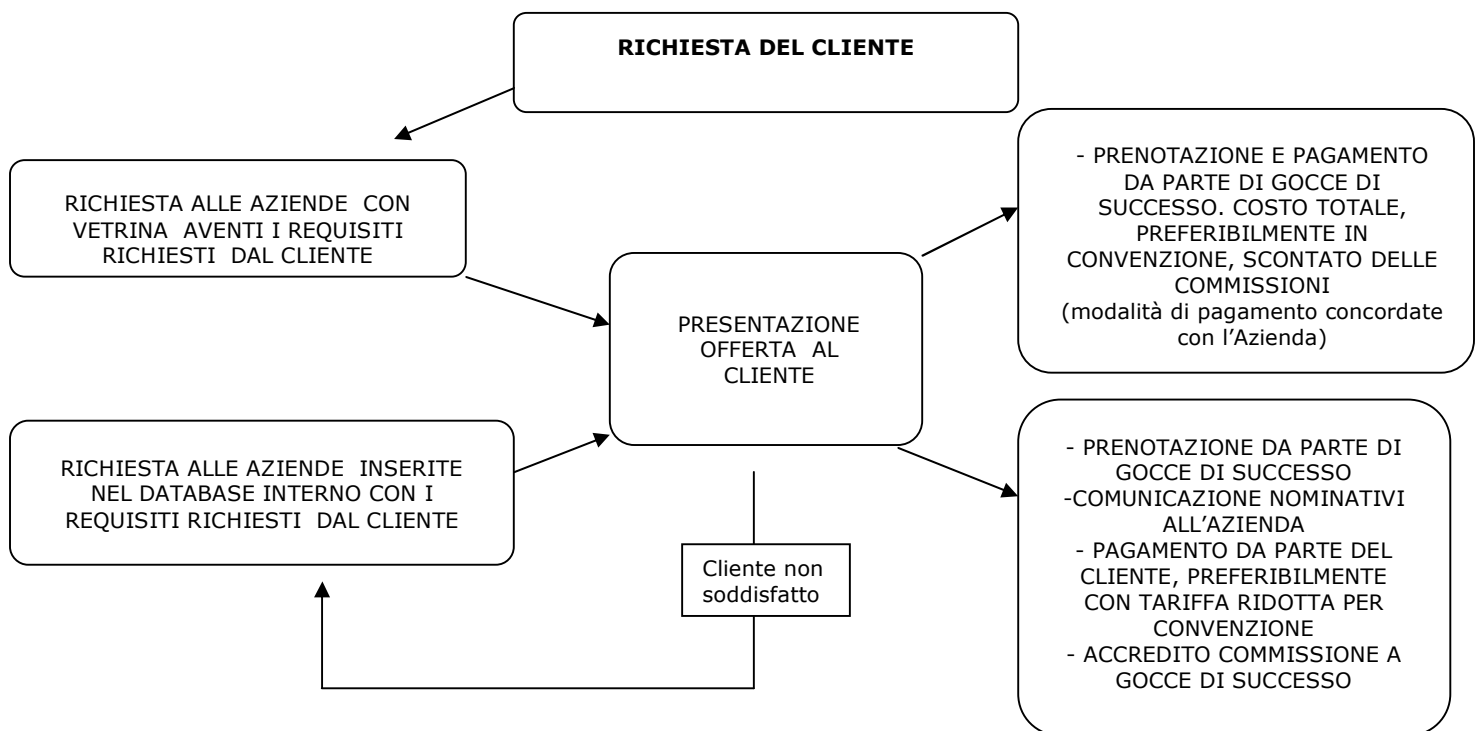 RICHIESTA DEL CLIENTE
RICHIESTA ALLE AZIENDE CON
VETRINA AVENTI I REQUISITI
RICHIESTI DAL CLIENTE
RICHIESTA ALLE AZIENDE INSERITE
NEL DATABASE INTERNO CON I
REQUISITI RICHIESTI DAL CLIENTE
PRESENTAZIONE
OFFERTA AL
CLIENTE
Cliente non
soddisfatto
- PRENOTAZIONE E PAGAMENTO
DA PARTE DI GOCCE DI
SUCCESSO. COSTO TOTALE,
PREFERIBILMENTE IN
CONVENZIONE, SCONTATO DELLE
COMMISSIONI
(modalità di pagamento concordate
con l’Azienda)
- PRENOTAZIONE DA PARTE DI
GOCCE DI SUCCESSO
-COMUNICAZIONE NOMINATIVI
ALL’AZIENDA
- PAGAMENTO DA PARTE DEL
CLIENTE, PREFERIBILMENTE
CON TARIFFA RIDOTTA PER
CONVENZIONE
- ACCREDITO COMMISSIONE A
GOCCE DI SUCCESSO